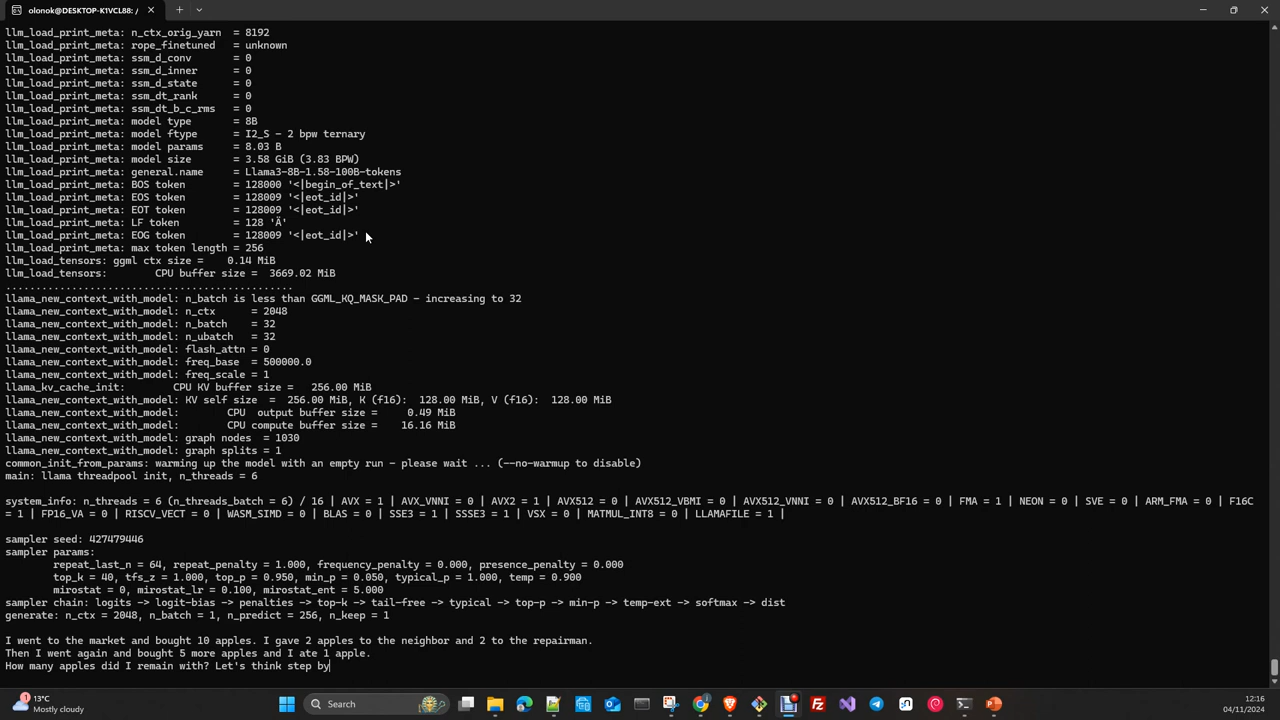 olonok@DESKTOP-K1VCL88: /
llm_load_print_meta: n_ctx_orig_yarn  = 8192
llm_load_print_meta: rope_finetuned   = unknown
llm_load_print_meta: ssm_d_conv       = 0
llm_load_print_meta: ssm_d_inner      = 0
llm_load_print_meta: ssm_d_state      = 0
llm_load_print_meta: ssm_dt_rank      = 0
llm_load_print_meta: ssm_dt_b_c_rms   = 0
llm_load_print_meta: model type       = 8B
llm_load_print_meta: model ftype      = I2_S - 2 bpw ternary
llm_load_print_meta: model params     = 8.03 B
llm_load_print_meta: model size       = 3.58 GiB (3.83 BPW)
llm_load_print_meta: general.name     = Llama3-8B-1.58-100B-tokens
llm_load_print_meta: BOS token        = 128000 '<|begin_of_text|>'
llm_load_print_meta: EOS token        = 128009 '<|eot_id|>'
llm_load_print_meta: EOT token        = 128009 '<|eot_id|>'
llm_load_print_meta: LF token         = 128 'Ä'
llm_load_print_meta: EOG token        = 128009 '<|eot_id|>'
llm_load_print_meta: max token length = 256
llm_load_tensors: ggml ctx size =    0.14 MiB
llm_load_tensors:        CPU buffer size =  3669.02 MiB
................................................
llama_new_context_with_model: n_batch is less than GGML_KQ_MASK_PAD - increasing to 32
llama_new_context_with_model: n_ctx      = 2048
llama_new_context_with_model: n_batch    = 32
llama_new_context_with_model: n_ubatch   = 32
llama_new_context_with_model: flash_attn = 0
llama_new_context_with_model: freq_base  = 500000.0
llama_new_context_with_model: freq_scale = 1
llama_kv_cache_init:        CPU KV buffer size =   256.00 MiB
llama_new_context_with_model: KV self size  =  256.00 MiB, K (f16):  128.00 MiB, V (f16):  128.00 MiB
llama_new_context_with_model:        CPU  output buffer size =     0.49 MiB
llama_new_context_with_model:        CPU compute buffer size =    16.16 MiB
llama_new_context_with_model: graph nodes  = 1030
llama_new_context_with_model: graph splits = 1
common_init_from_params: warming up the model with an empty run - please wait ... (--no-warmup to disable)
main: llama threadpool init, n_threads = 6
system_info: n_threads = 6 (n_threads_batch = 6) / 16 | AVX = 1 | AVX_VNNI = 0 | AVX2 = 1 | AVX512 = 0 | AVX512_VBMI = 0 | AVX512_VNNI = 0 | AVX512_BF16 = 0 | FMA = 1 | NEON = 0 | SVE = 0 | ARM_FMA = 0 | F16C
= 1 | FP16_VA = 0 | RISCV_VECT = 0 | WASM_SIMD = 0 | BLAS = 0 | SSE3 = 1 | SSSE3 = 1 | VSX = 0 | MATMUL_INT8 = 0 | LLAMAFILE = 1 |
sampler seed: 427479446
sampler params:
repeat_last_n = 64, repeat_penalty = 1.000, frequency_penalty = 0.000, presence_penalty = 0.000
top_k = 40, tfs_z = 1.000, top_p = 0.950, min_p = 0.050, typical_p = 1.000, temp = 0.900
mirostat = 0, mirostat_lr = 0.100, mirostat_ent = 5.000
sampler chain: logits -> logit-bias -> penalties -> top-k -> tail-free -> typical -> top-p -> min-p -> temp-ext -> softmax -> dist
generate: n_ctx = 2048, n_batch = 1, n_predict = 256, n_keep = 1
I went to the market and bought 10 apples. I gave 2 apples to the neighbor and 2 to the repairman.
Then I went again and bought 5 more apples and I ate 1 apple.
How many apples did I remain with? Let's think step by
1
13°C
Mostly cloudy
Search
12:16
04/11/2024